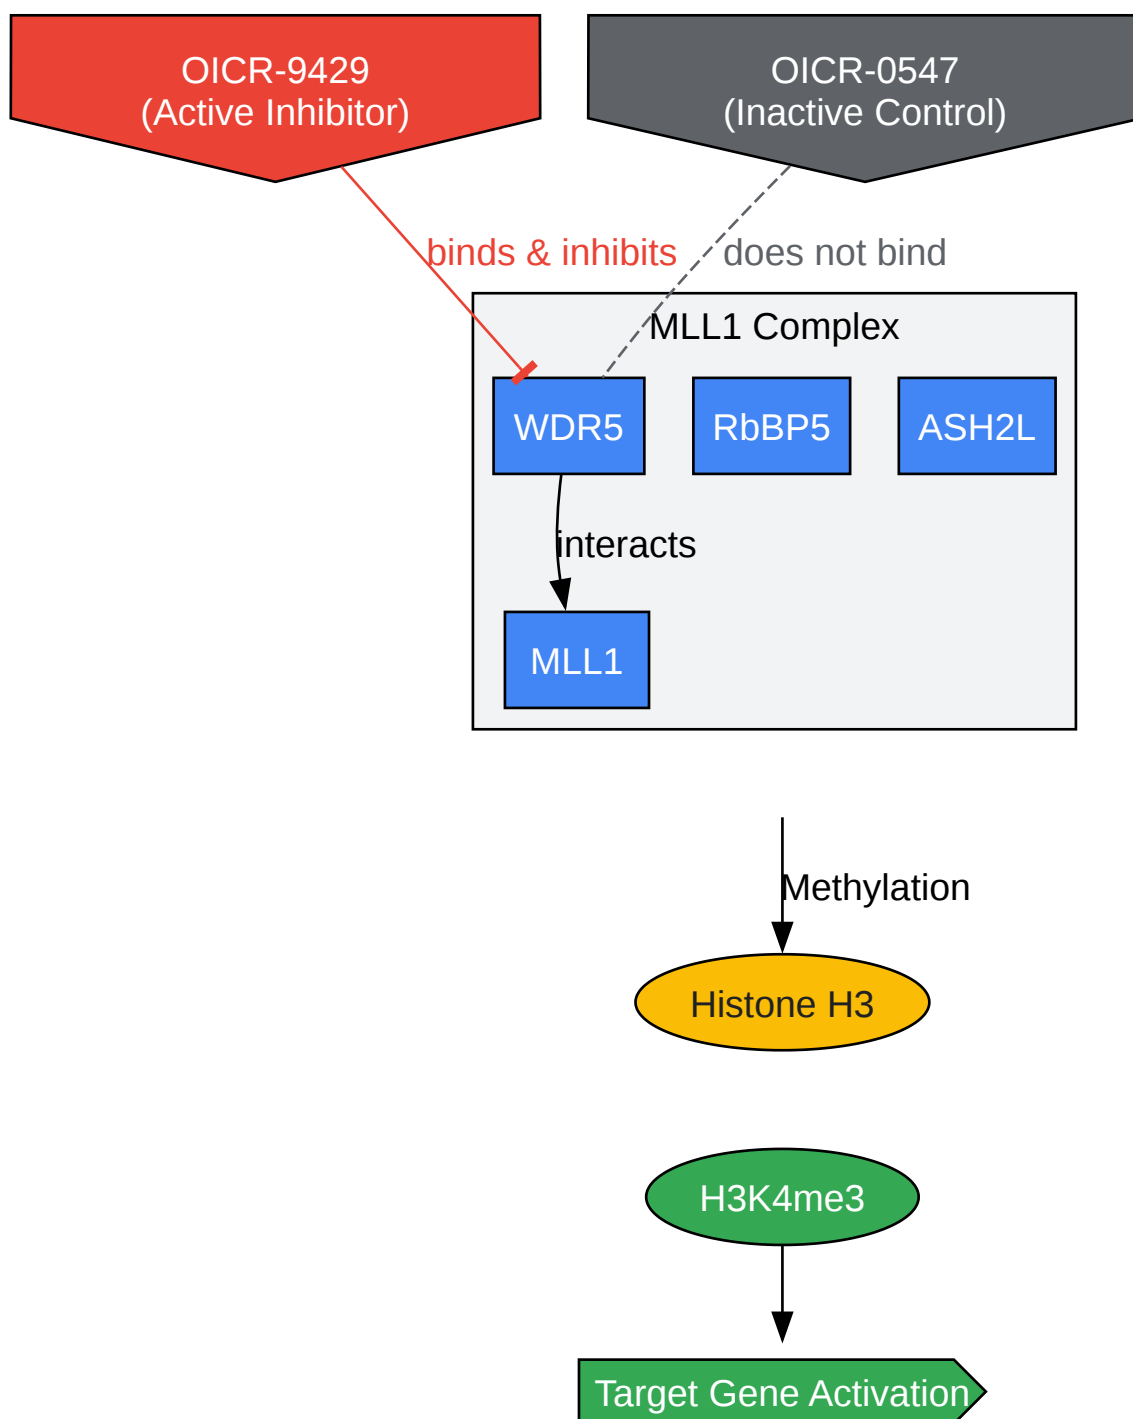 OICR-9429
(Active Inhibitor)
OICR-0547
(Inactive Control)
binds & inhibits
does not bind
MLL1 Complex
WDR5
RbBP5
ASH2L
interacts
MLL1
Methylation
Histone H3
H3K4me3
Target Gene Activation